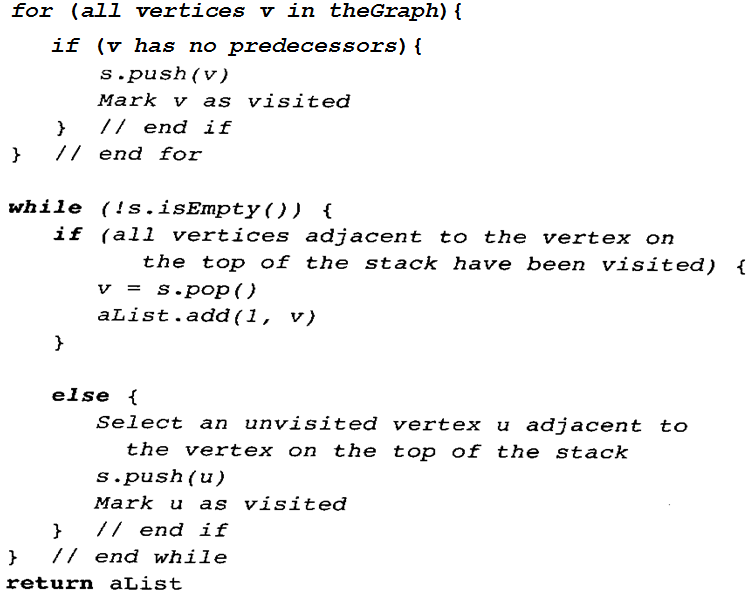 for (all vertices v in theGraph){
if (v has no predecessors){
s.push(v)
Mark v as visited
} // end if
} // end for
while (!s.isEmpty()) {
if (all vertices adjacent to the vertex on
the top of the stack have been visited) {
v = s.pop()
aList.add(1, v)
}
else {
Select an unvisited vertex u adjacent to
the vertex on the top of the stack
s.push(u)
Mark u as visited
} // end if
} // end while
return aList